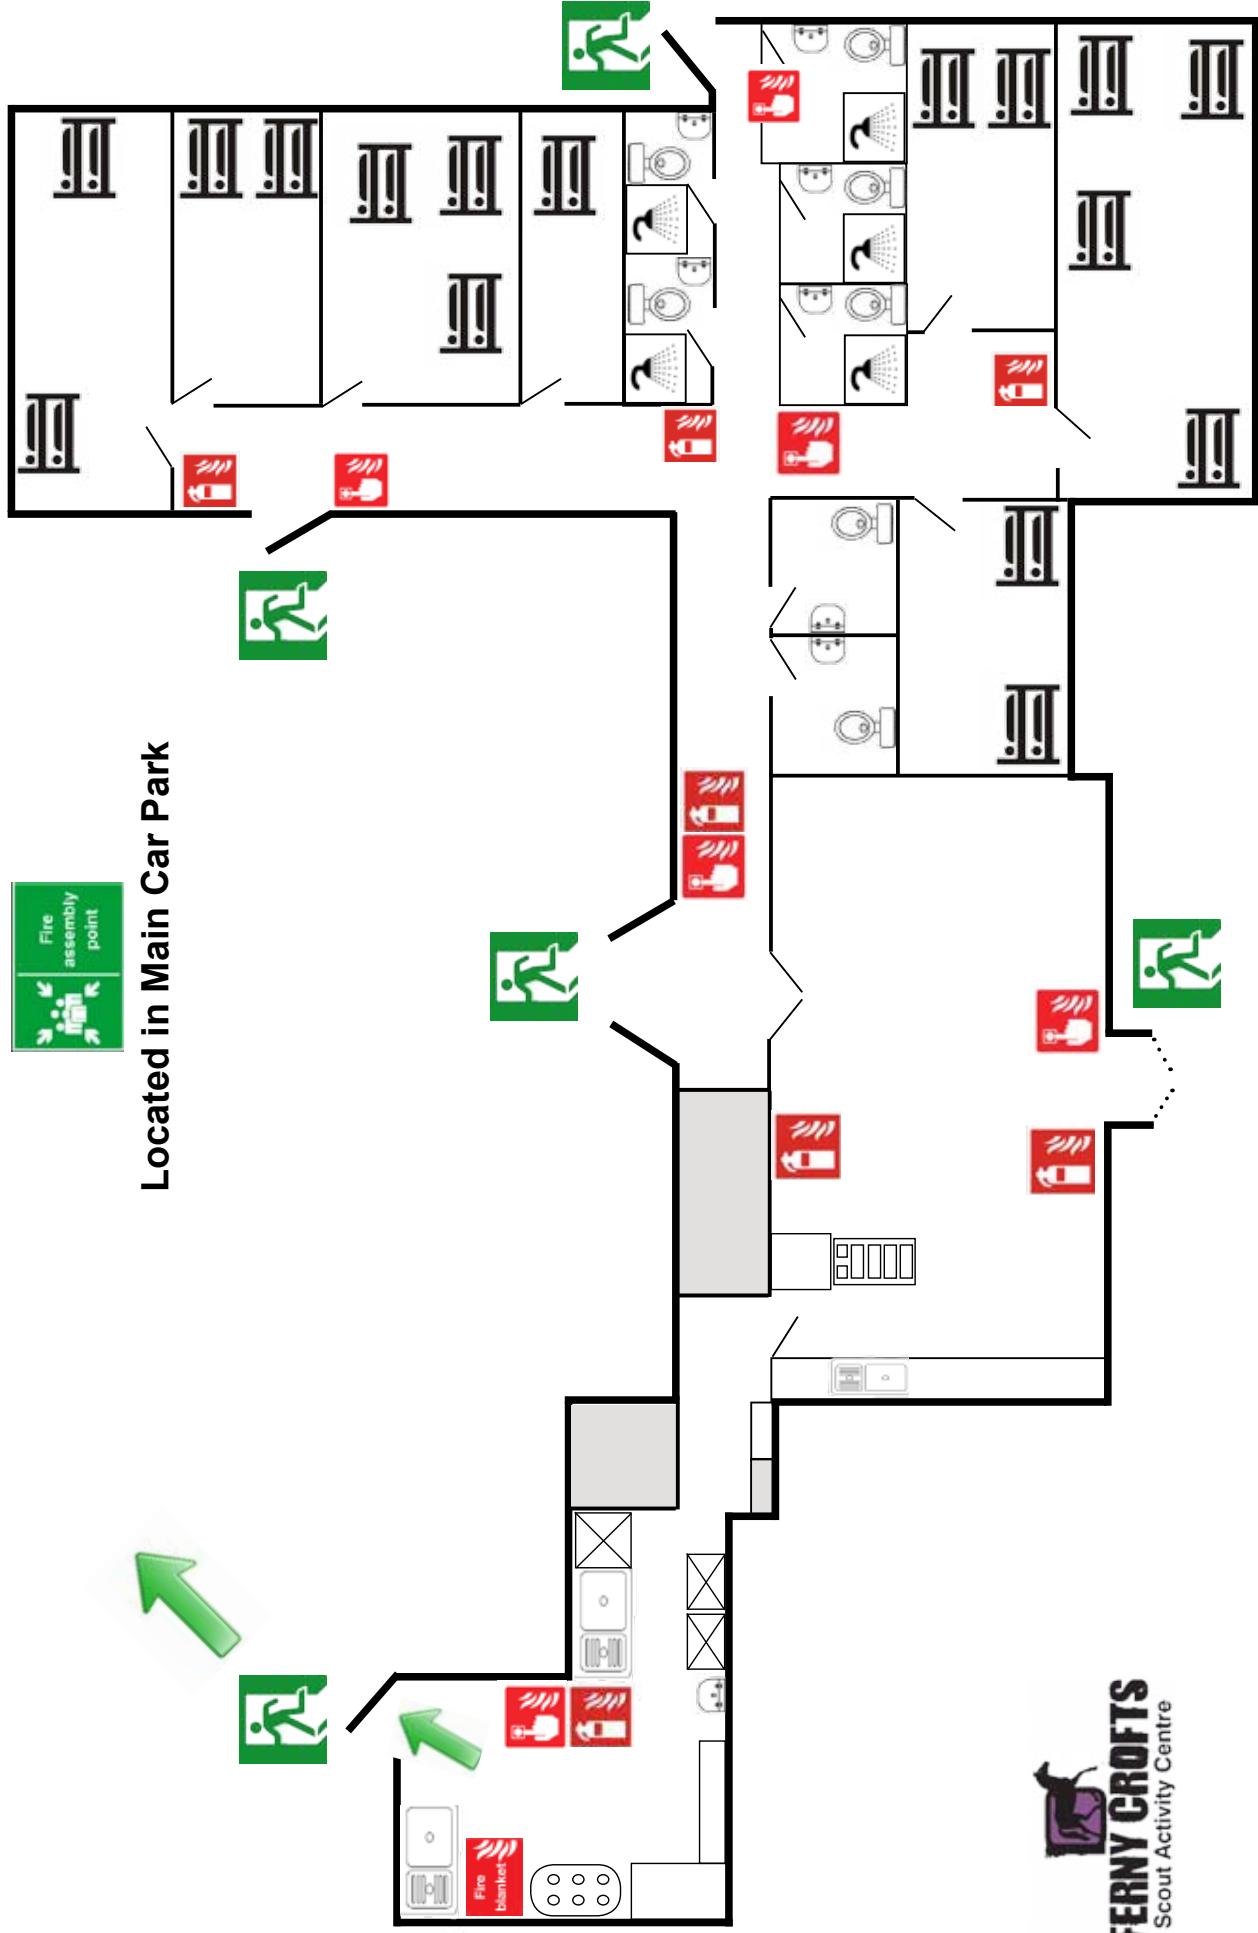 Fire
assembly
point
Located in Main Car Park
Fire
blanket
FERNY CROFTS
Scout Activity Centre